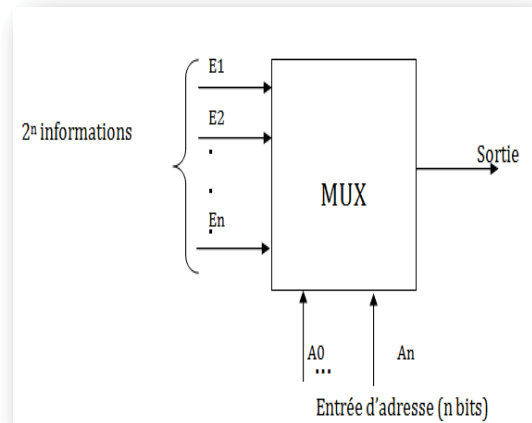 E1
2ⁿ informations
E2
.
.
.
En
MUX
Sortie
A0
...
An
Entrée d'adresse (n bits)